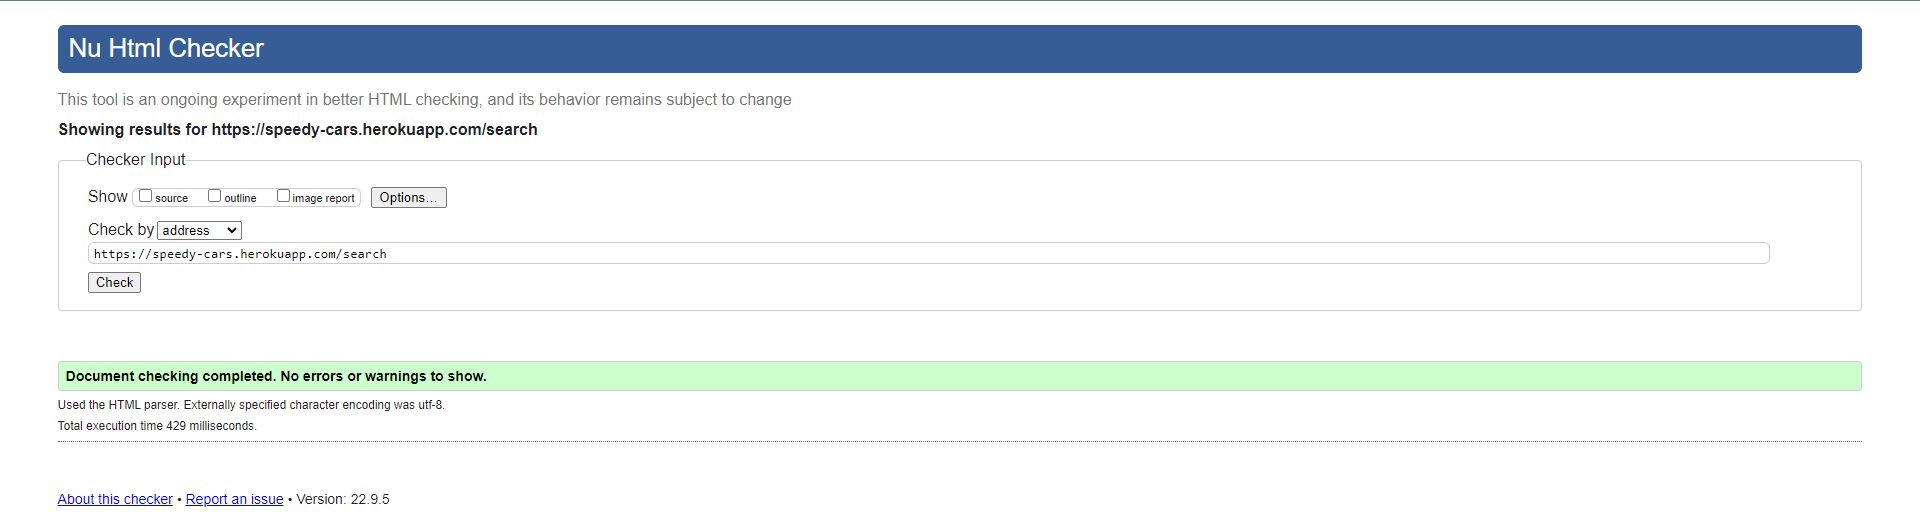 Nu Html Checker
This tool is an ongoing experiment in better HTML checking, and its behavior remains subject to change
Showing results for https://speedy-cars.herokuapp.com/search
Checker Input
Show source outline image report Options...
Check by address
https://speedy-cars.herokuapp.com/search
Check
Document checking completed. No errors or warnings to show.
Used the HTML parser. Externally specified character encoding was utf-8.
Total execution time 429 milliseconds.
About this checker • Report an issue • Version: 22.9.5